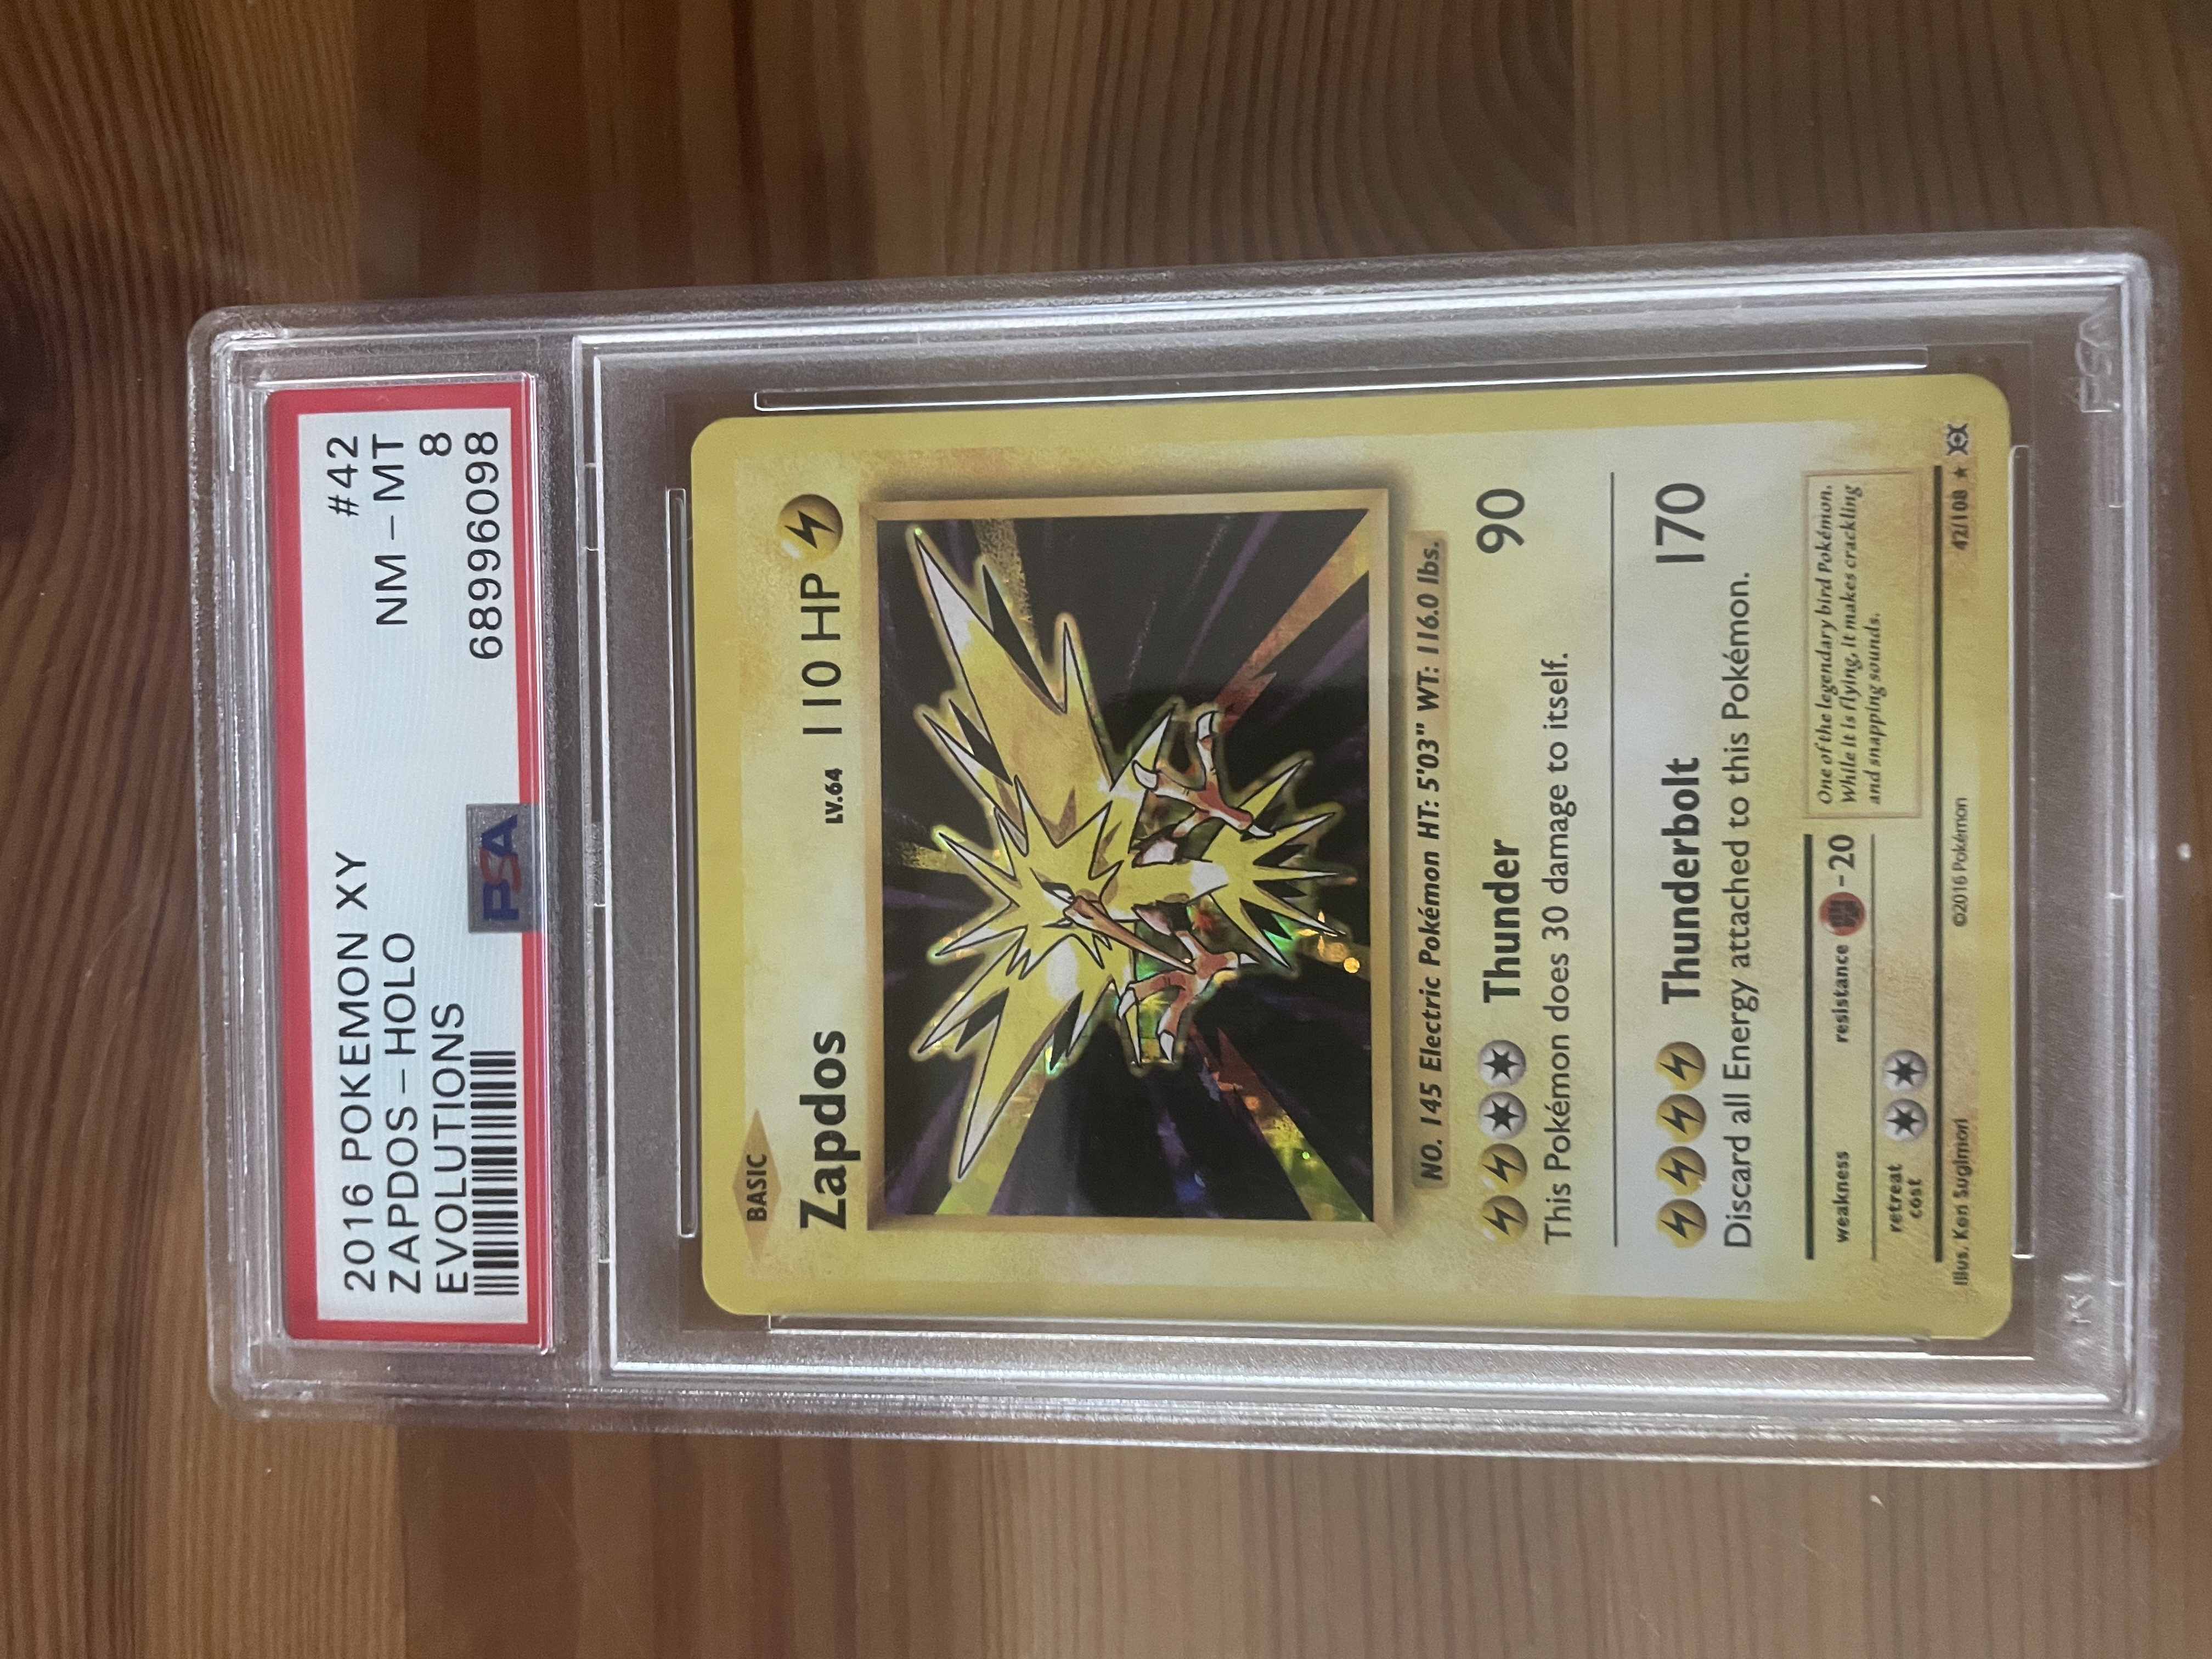 2016 POKEMON XY #42
ZAPDOS - HOLO NM - MT
EVOLUTIONS 8
68996098
PSA
BASIC
Zapdos LV.64 110 HP
NO. 145 Electric Pokémon HT: 5'03" WT: 116.0 lbs.
Thunder 90
This Pokémon does 30 damage to itself.
Thunderbolt 170
Discard all Energy attached to this Pokémon.
weakness resistance -20
retreat
cost
One of the legendary bird Pokémon.
While it is flying, it makes crackling
and snapping sounds.
Illus. Ken Sugimori ©2016 Pokémon 42/108 ★
PSA